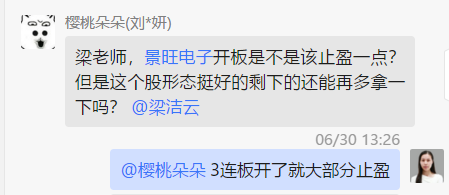 樱桃朵朵(刘*妍)
梁老师，景旺电子开板是不是该止盈一点？
但是这个股形态挺好的剩下的还能再多拿一
下吗？ @梁洁云
06/30 13:26
@樱桃朵朵 3连板开了就大部分止盈